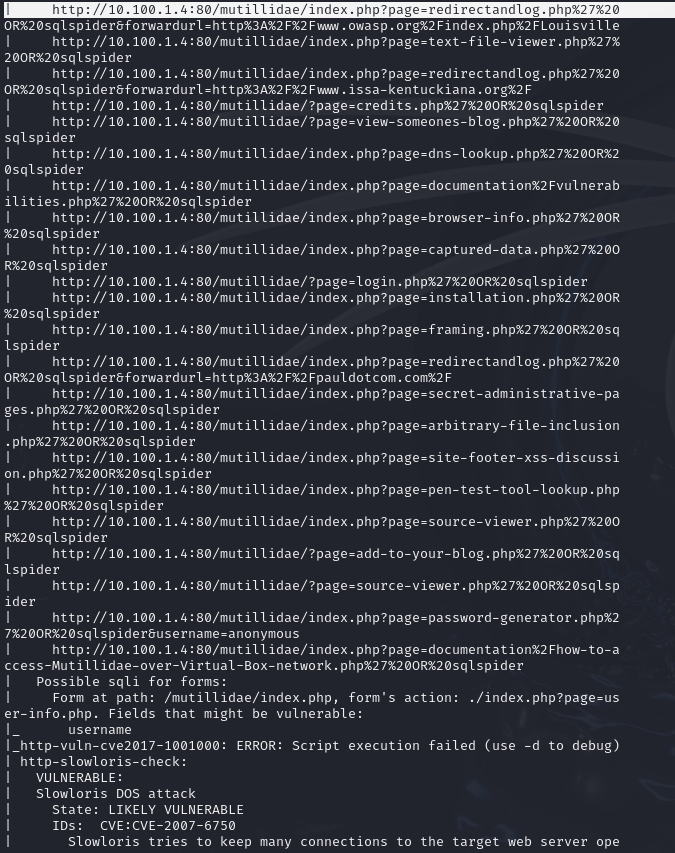 |     http://10.100.1.4:80/mutillidae/index.php?page=redirectandlog.php%27%20
OR%20sqlspider&forwardurl=http%3A%2F%2Fwww.owasp.org%2Findex.php%2FLouisville
|     http://10.100.1.4:80/mutillidae/index.php?page=text-file-viewer.php%27%
20OR%20sqlspider
|     http://10.100.1.4:80/mutillidae/index.php?page=redirectandlog.php%27%20
OR%20sqlspider&forwardurl=http%3A%2F%2Fwww.issa-kentuckiana.org%2F
|     http://10.100.1.4:80/mutillidae/?page=credits.php%27%20OR%20sqlspider
|     http://10.100.1.4:80/mutillidae/?page=view-someones-blog.php%27%20OR%20
sqlspider
|     http://10.100.1.4:80/mutillidae/index.php?page=dns-lookup.php%27%20OR%2
0sqlspider
|     http://10.100.1.4:80/mutillidae/index.php?page=documentation%2Fvulnerab
ilities.php%27%20OR%20sqlspider
|     http://10.100.1.4:80/mutillidae/index.php?page=browser-info.php%27%20OR
%20sqlspider
|     http://10.100.1.4:80/mutillidae/index.php?page=captured-data.php%27%20O
R%20sqlspider
|     http://10.100.1.4:80/mutillidae/?page=login.php%27%20OR%20sqlspider
|     http://10.100.1.4:80/mutillidae/index.php?page=installation.php%27%20OR
%20sqlspider
|     http://10.100.1.4:80/mutillidae/index.php?page=framing.php%27%20OR%20sq
lspider
|     http://10.100.1.4:80/mutillidae/index.php?page=redirectandlog.php%27%20
OR%20sqlspider&forwardurl=http%3A%2F%2Fpauldotcom.com%2F
|     http://10.100.1.4:80/mutillidae/index.php?page=secret-administrative-pa
ges.php%27%20OR%20sqlspider
|     http://10.100.1.4:80/mutillidae/index.php?page=arbitrary-file-inclusion
.php%27%20OR%20sqlspider
|     http://10.100.1.4:80/mutillidae/index.php?page=site-footer-xss-discussi
on.php%27%20OR%20sqlspider
|     http://10.100.1.4:80/mutillidae/index.php?page=pen-test-tool-lookup.php
%27%20OR%20sqlspider
|     http://10.100.1.4:80/mutillidae/index.php?page=source-viewer.php%27%20O
R%20sqlspider
|     http://10.100.1.4:80/mutillidae/?page=add-to-your-blog.php%27%20OR%20sq
lspider
|     http://10.100.1.4:80/mutillidae/?page=source-viewer.php%27%20OR%20sqlsp
ider
|     http://10.100.1.4:80/mutillidae/index.php?page=password-generator.php%2
7%20OR%20sqlspider&username=anonymous
|     http://10.100.1.4:80/mutillidae/index.php?page=documentation%2Fhow-to-a
ccess-Mutillidae-over-Virtual-Box-network.php%27%20OR%20sqlspider
|   Possible sqli for forms:
|     Form at path: /mutillidae/index.php, form's action: ./index.php?page=us
er-info.php. Fields that might be vulnerable:
|_      username
|_http-vuln-cve2017-1001000: ERROR: Script execution failed (use -d to debug)
| http-slowloris-check:
|   VULNERABLE:
|   Slowloris DOS attack
|     State: LIKELY VULNERABLE
|     IDs:  CVE:CVE-2007-6750
|       Slowloris tries to keep many connections to the target web server ope